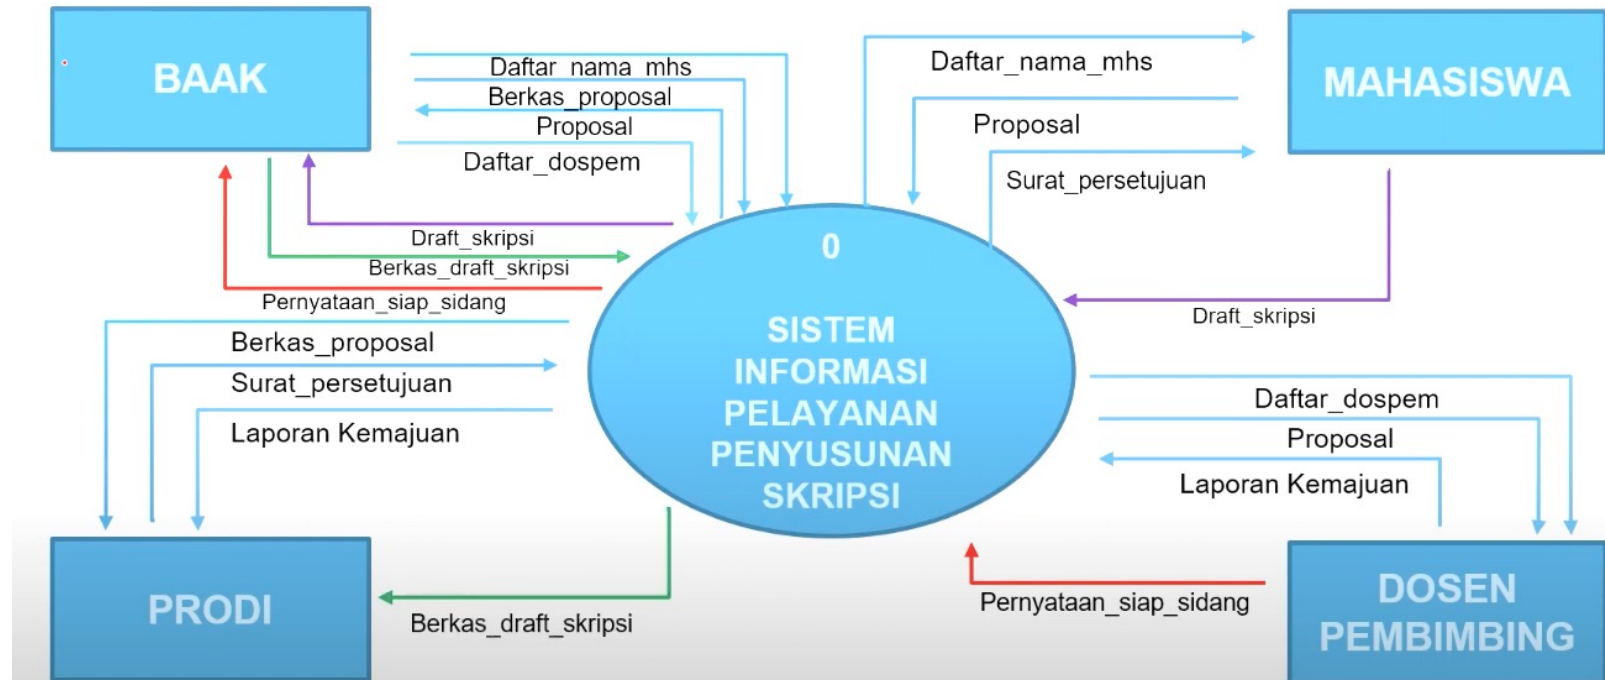 BAAK
Daftar_nama_mhs
Berkas_proposal
Proposal
Daftar_dospem
Draft_skripsi
Berkas_draft_skripsi
Pernyataan_siap_sidang
Daftar_nama_mhs
Proposal
Surat_persetujuan
MAHASISWA
Draft_skripsi
0
SISTEM
INFORMASI
PELAYANAN
PENYUSUNAN
SKRIPSI
Berkas_proposal
Surat_persetujuan
Laporan Kemajuan
PRODI
Berkas_draft_skripsi
Daftar_dospem
Proposal
Laporan Kemajuan
Pernyataan_siap_sidang
DOSEN
PEMBIMBING